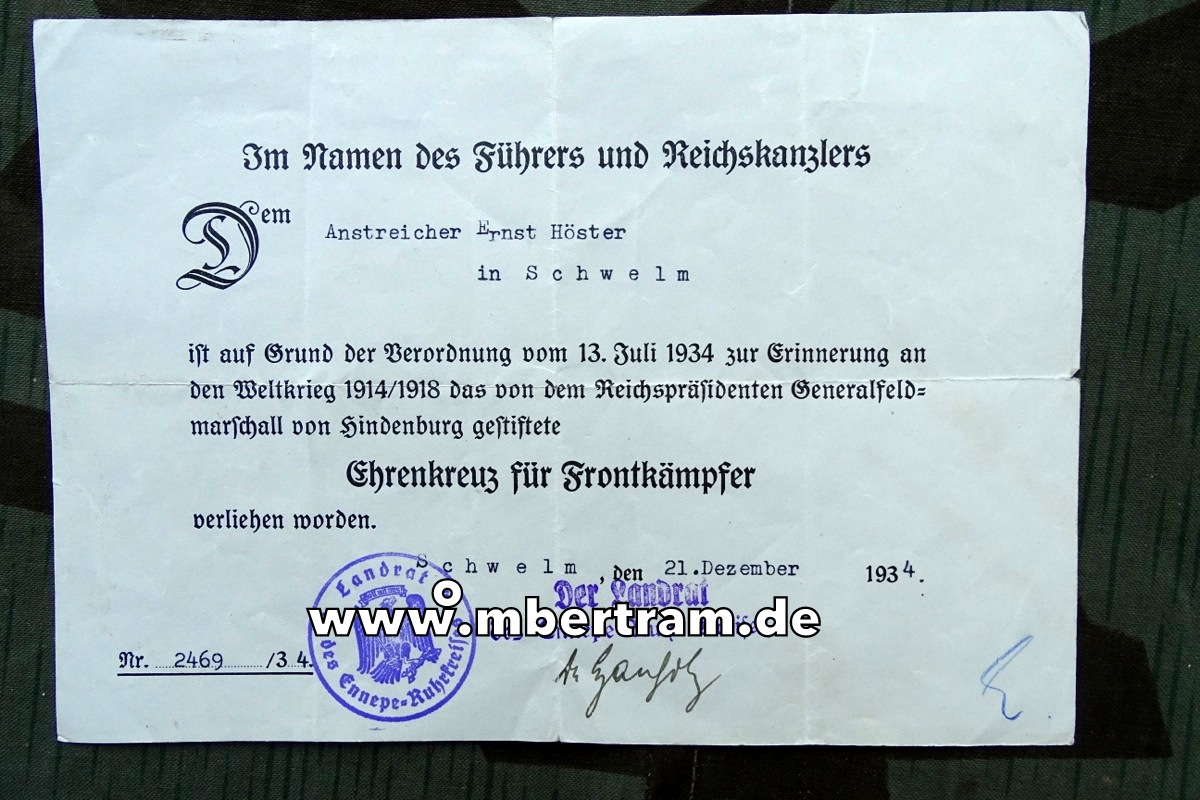 Im Namen des Führers und Reichskanzlers
Dem
Anstreicher Ernst Höster
in Schwelm
ist auf Grund der Verordnung vom 13. Juli 1934 zur Erinnerung an
den Weltkrieg 1914/1918 das von dem Reichspräsidenten Generalfeld=
marschall von Hindenburg gestiftete
Ehrenkreuz für Frontkämpfer
verliehen worden.
Schwelm, den 21.Dezember 1934.
Der Landrat
www.mbertram.de
Nr. 2469 /34.
Landrat
des Ennepe=Ruhrkreises